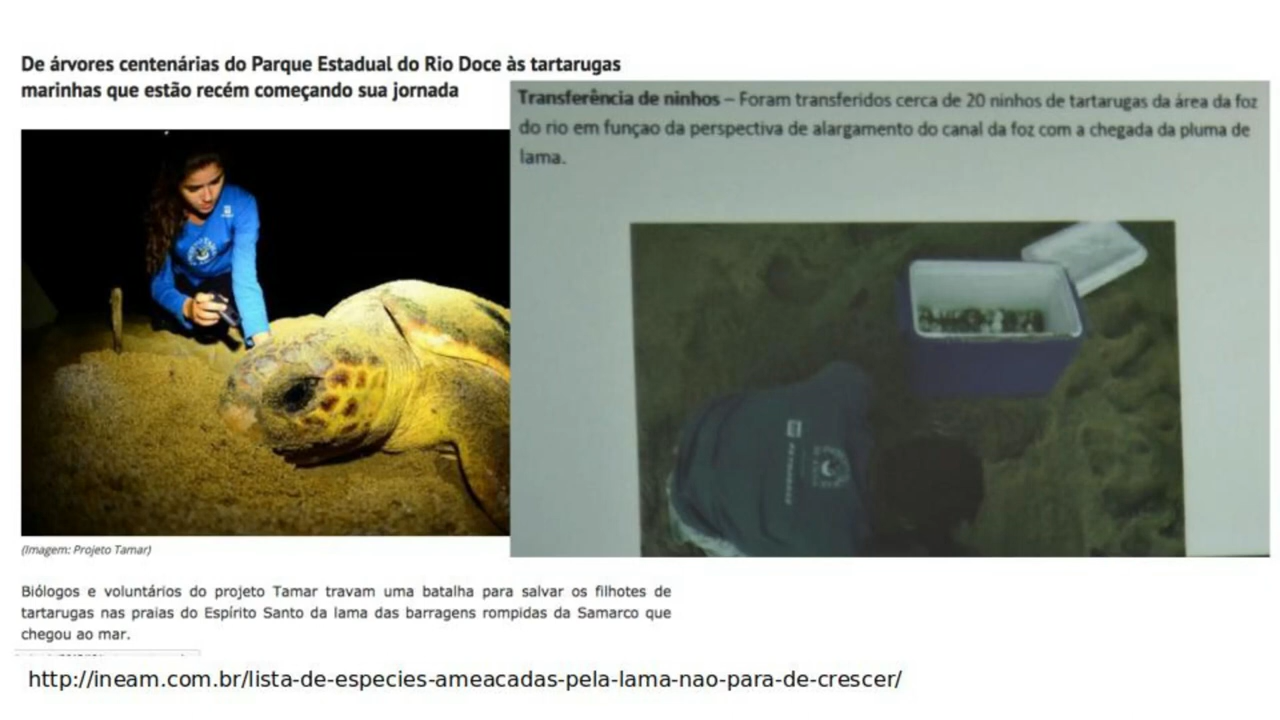 De árvores centenárias do Parque Estadual do Rio Doce às tartarugas
marinhas que estão recém começando sua jornada
Transferência de ninhos – Foram transferidos cerca de 20 ninhos de tartarugas da área da foz
do rio em funçao da perspectiva de alargamento do canal da foz com a chegada da pluma de
lama.
(Imagem: Projeto Tamar)
Biólogos e voluntários do projeto Tamar travam uma batalha para salvar os filhotes de
tartarugas nas praias do Espírito Santo da lama das barragens rompidas da Samarco que
chegou ao mar.
http://ineam.com.br/lista-de-especies-ameacadas-pela-lama-nao-para-de-crescer/